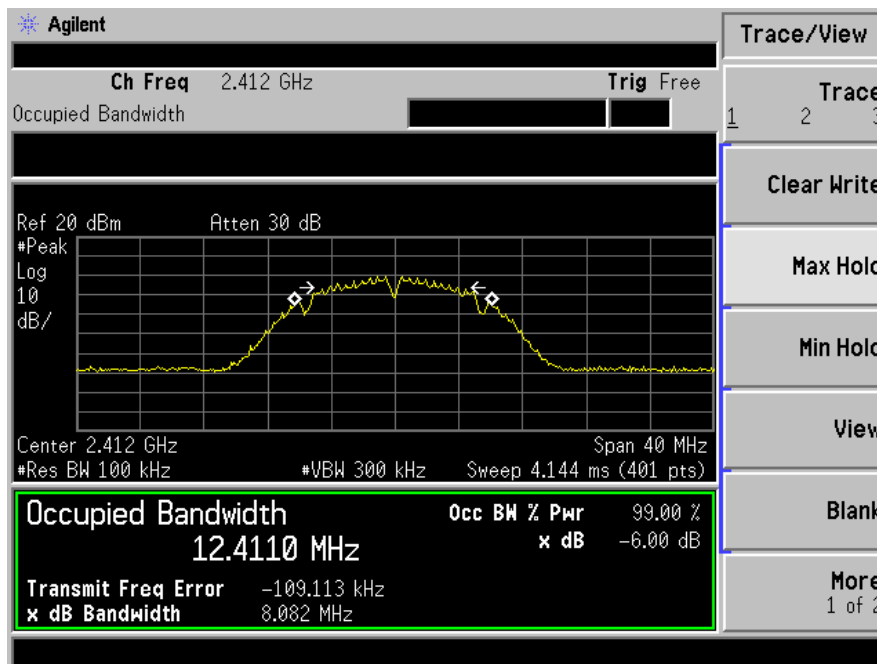 Agilent
Trace/View
Ch Freq 2.412 GHz Trig Free
Occupied Bandwidth
Trace
1 2 3
Clear Write
Max Hold
Min Hold
View
Blank
More
1 of 2
Ref 20 dBm Atten 30 dB
#Peak
Log
10
dB/
Center 2.412 GHz Span 40 MHz
#Res BW 100 kHz #VBW 300 kHz Sweep 4.144 ms (401 pts)
Occupied Bandwidth
12.4110 MHz
Occ BW % Pwr 99.00 %
x dB -6.00 dB
Transmit Freq Error -109.113 kHz
x dB Bandwidth 8.082 MHz